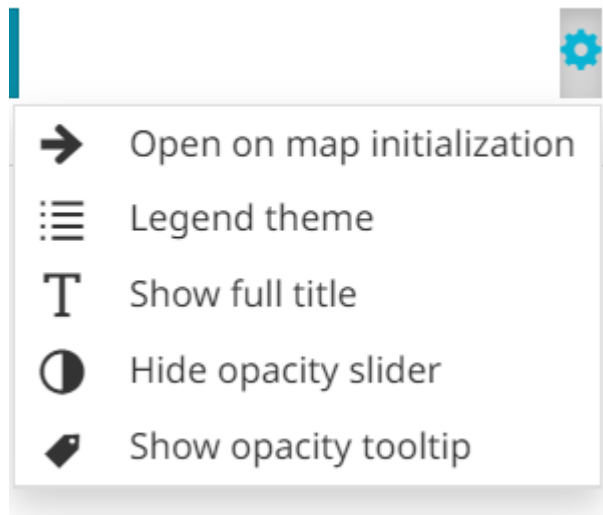 Open on map initialization
Legend theme
Show full title
Hide opacity slider
Show opacity tooltip